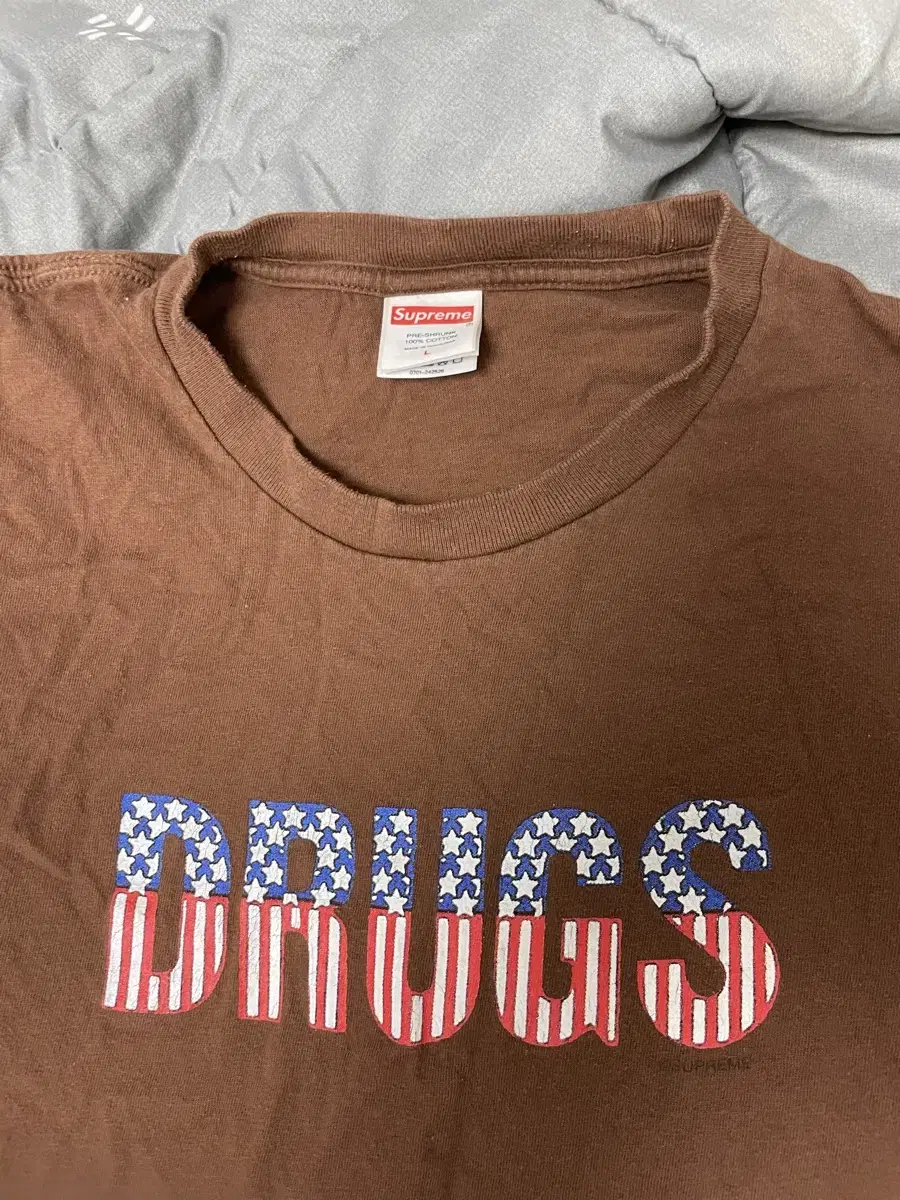 Supreme
PRE-SHRUNK
100% COTTON
L
DRUGS
©SUPREME